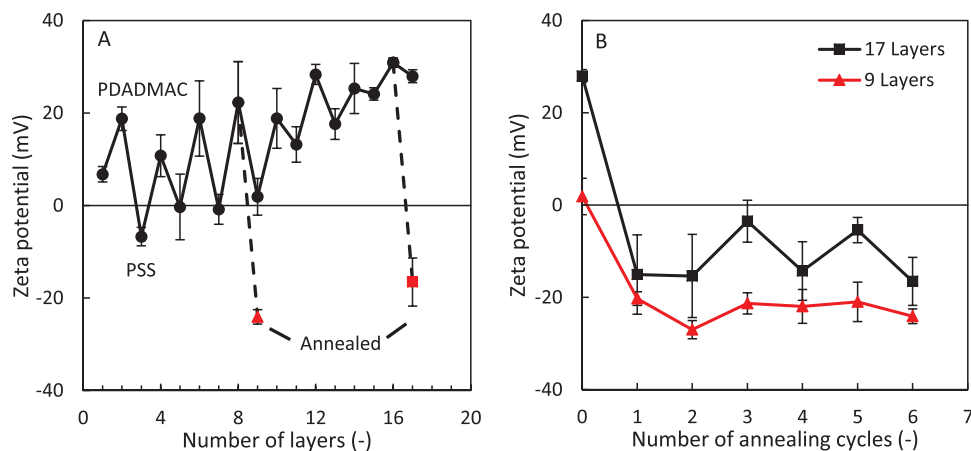 A
PDADMAC
PSS
Annealed
Zeta potential (mV)
40
20
0
-20
-40
0
4
8
12
16
20
Number of layers (-)
B
17 Layers
9 Layers
Zeta potential (mV)
40
20
0
-20
-40
0
1
2
3
4
5
6
7
Number of annealing cycles (-)